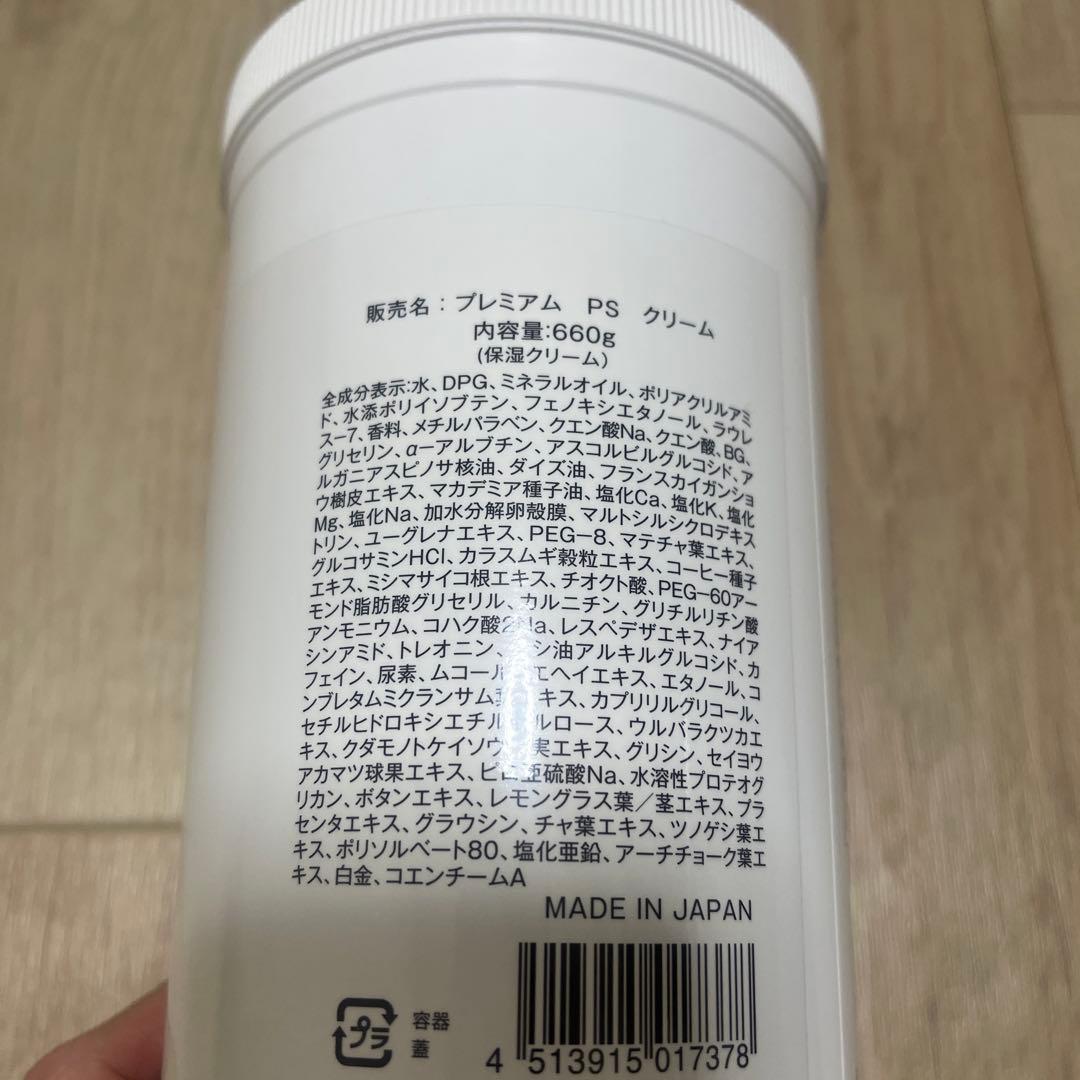 販売名：プレミアム PS クリーム
内容量:660g
(保湿クリーム)
全成分表示:水、DPG、ミネラルオイル、ポリアクリルアミ
ド、水添ポリイソブテン、フェノキシエタノール、ラウレ
ス－7、香料、メチルパラベン、クエン酸Na、クエン酸、BG、
グリセリン、α－アルブチン、アスコルビルグルコシド、ア
ルガニアスピノサ核油、ダイズ油、フランスカイガンショ
ウ樹皮エキス、マカデミア種子油、塩化Ca、塩化K、塩化
Mg、塩化Na、加水分解卵殻膜、マルトシルシクロデキス
トリン、ユーグレナエキス、PEG－8、マテチャ葉エキス、
グルコサミンHCl、カラスムギ穀粒エキス、コーヒー種子
エキス、ミシマサイコ根エキス、チオクト酸、PEG－60アー
モンド脂肪酸グリセリル、カルニチン、グリチルリチン酸
アンモニウム、コハク酸2Na、レスペデザエキス、ナイア
シンアミド、トレオニン、シ油アルキルグルコシド、カ
フェイン、尿素、ムコール エヘイエキス、エタノール、コ
ンブレタムミクランサム葉 キス、カプリリルグリコール、
セチルヒドロキシエチル ルロース、ウルバラクツカエ
キス、クダモノトケイソウ 実エキス、グリシン、セイヨウ
アカマツ球果エキス、ピロ亜硫酸Na、水溶性プロテオグ
リカン、ボタンエキス、レモングラス葉／茎エキス、プラ
センタエキス、グラウシン、チャ葉エキス、ツノゲシ葉エ
キス、ポリソルベート80、塩化亜鉛、アーチチョーク葉エ
キス、白金、コエンチームA
MADE IN JAPAN
プラ
容器
蓋
4 513915 017378